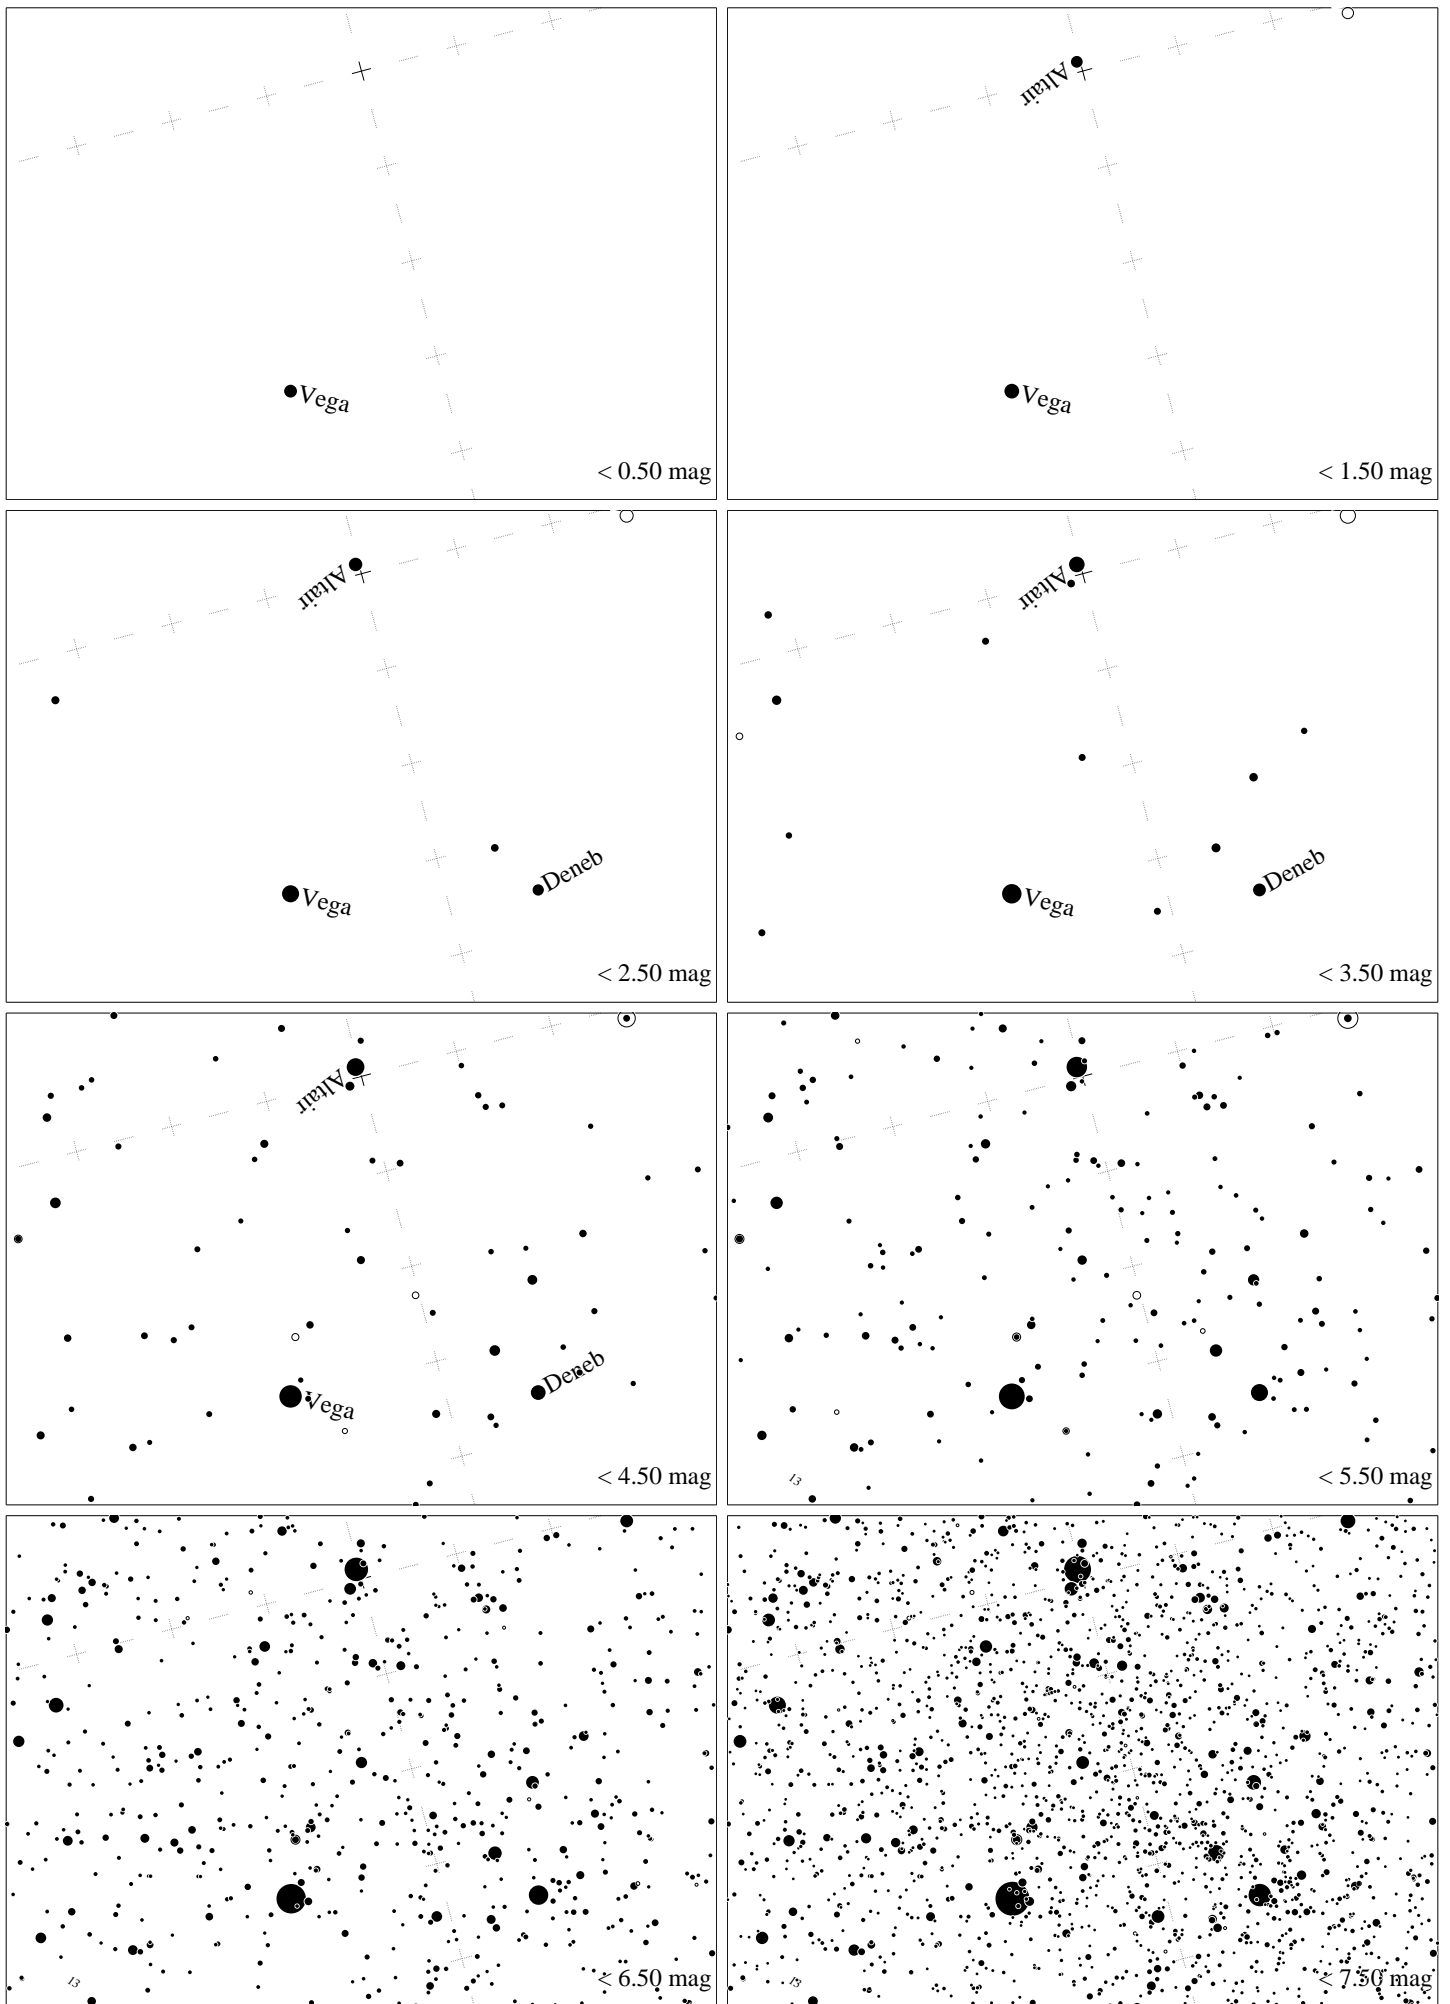 Vega
< 0.50 mag
Altair
Vega
< 1.50 mag
Altair
Deneb
Vega
< 2.50 mag
Altair
Deneb
Vega
< 3.50 mag
Altair
Deneb
Vega
< 4.50 mag
13
< 5.50 mag
13
< 6.50 mag
13
< 7.50 mag